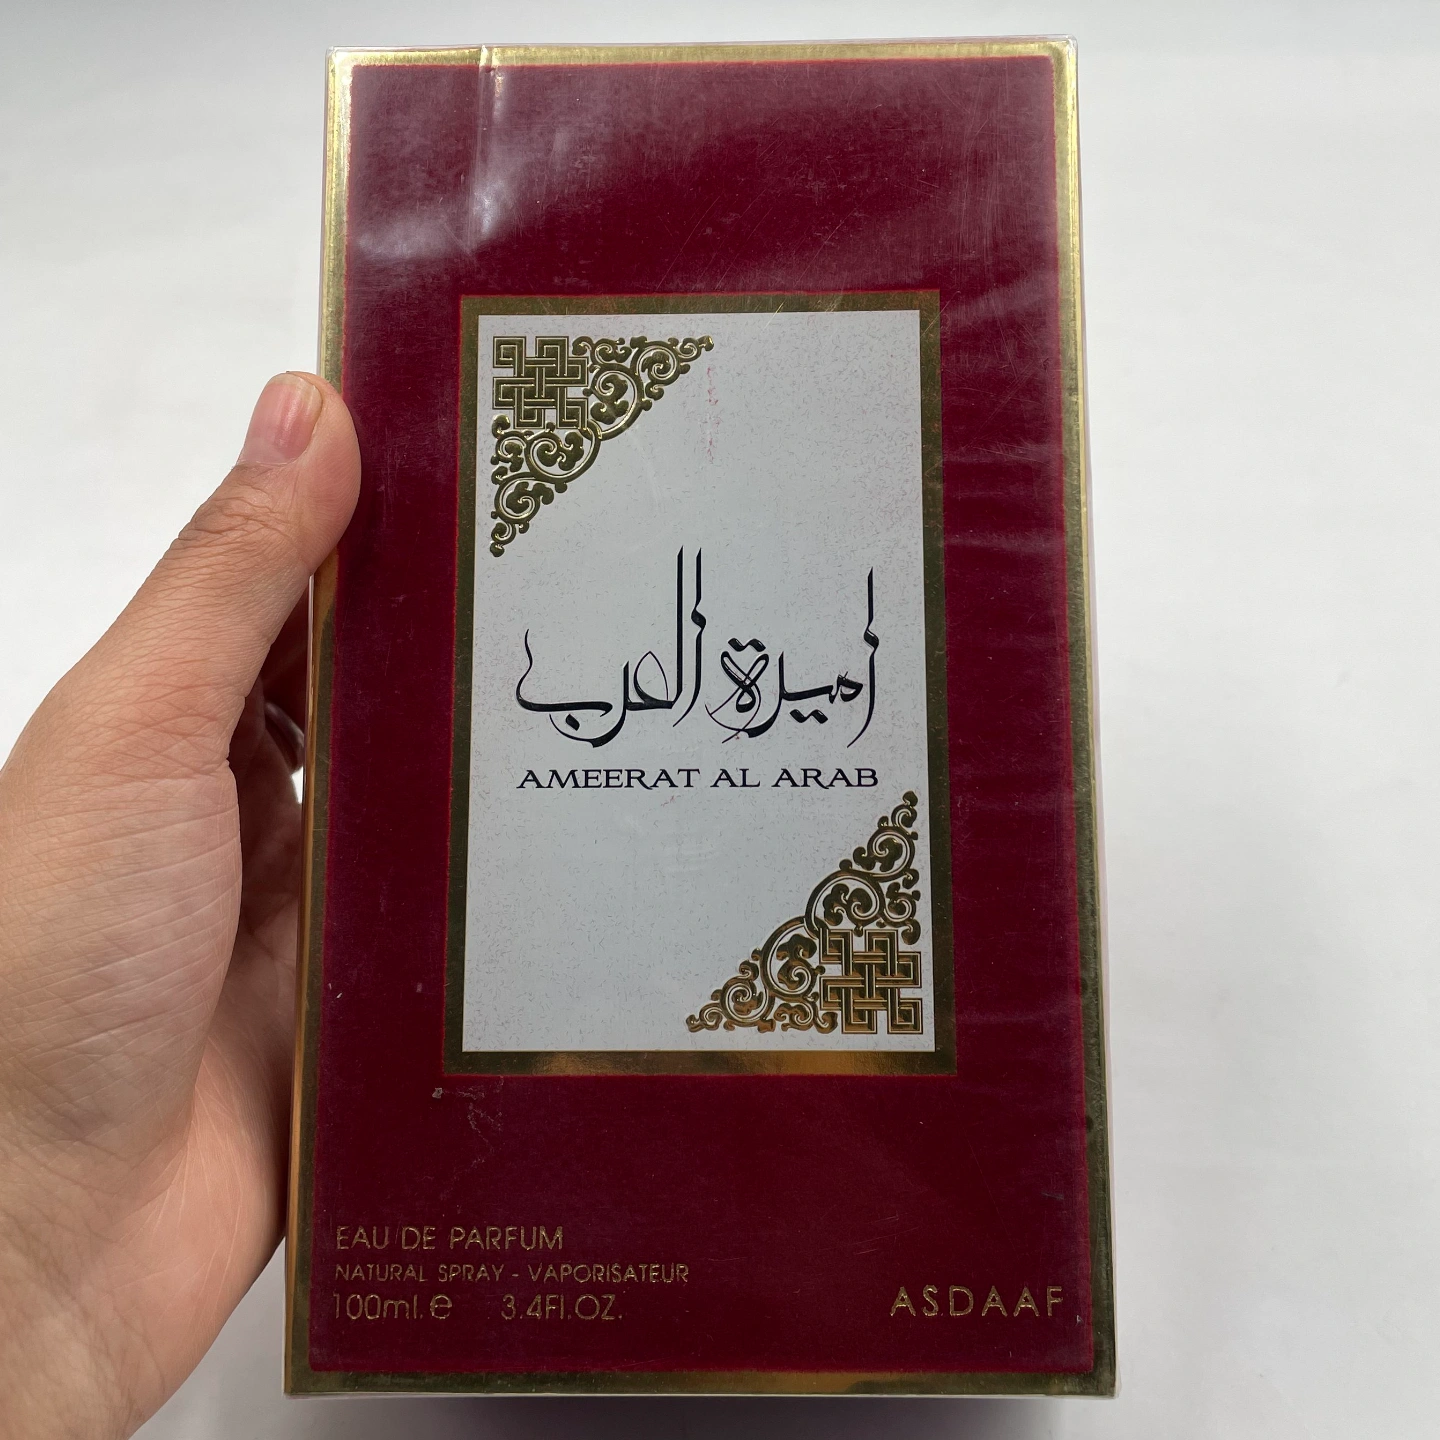 اميرة العرب
AMEERAT AL ARAB
EAU DE PARFUM
NATURAL SPRAY - VAPORISATEUR
100ml.e 3.4Fl.OZ.
ASDAAF